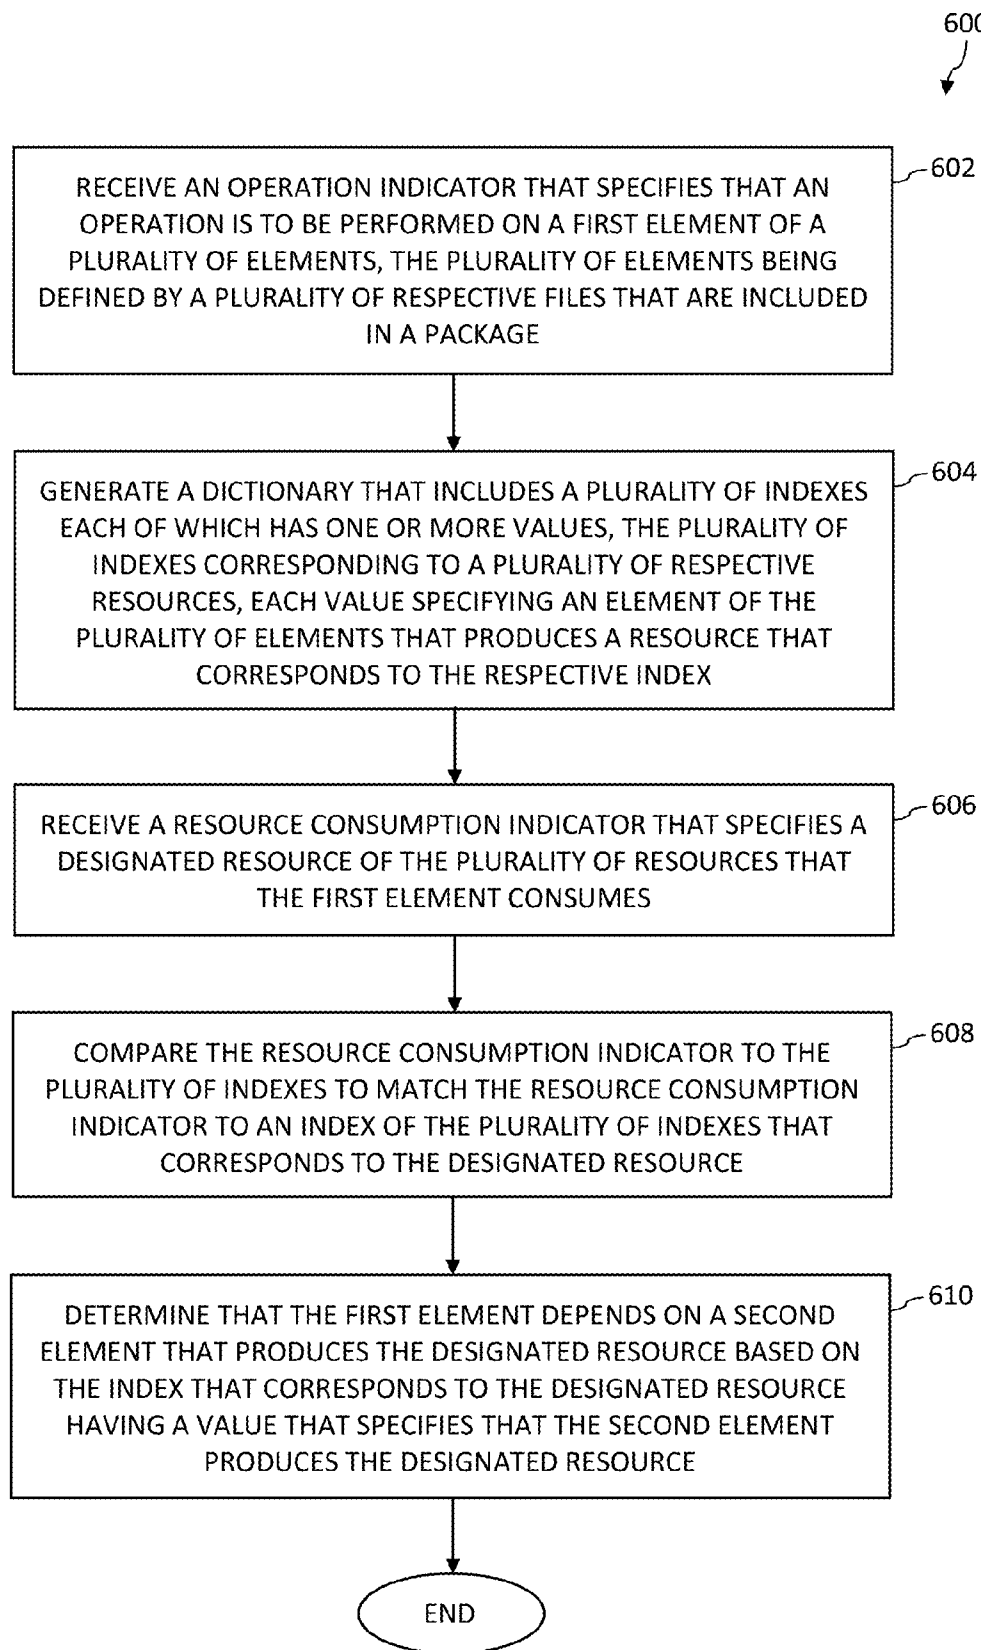 600
602
RECEIVE AN OPERATION INDICATOR THAT SPECIFIES THAT AN
OPERATION IS TO BE PERFORMED ON A FIRST ELEMENT OF A
PLURALITY OF ELEMENTS, THE PLURALITY OF ELEMENTS BEING
DEFINED BY A PLURALITY OF RESPECTIVE FILES THAT ARE INCLUDED
IN A PACKAGE
604
GENERATE A DICTIONARY THAT INCLUDES A PLURALITY OF INDEXES
EACH OF WHICH HAS ONE OR MORE VALUES, THE PLURALITY OF
INDEXES CORRESPONDING TO A PLURALITY OF RESPECTIVE
RESOURCES, EACH VALUE SPECIFYING AN ELEMENT OF THE
PLURALITY OF ELEMENTS THAT PRODUCES A RESOURCE THAT
CORRESPONDS TO THE RESPECTIVE INDEX
606
RECEIVE A RESOURCE CONSUMPTION INDICATOR THAT SPECIFIES A
DESIGNATED RESOURCE OF THE PLURALITY OF RESOURCES THAT
THE FIRST ELEMENT CONSUMES
608
COMPARE THE RESOURCE CONSUMPTION INDICATOR TO THE
PLURALITY OF INDEXES TO MATCH THE RESOURCE CONSUMPTION
INDICATOR TO AN INDEX OF THE PLURALITY OF INDEXES THAT
CORRESPONDS TO THE DESIGNATED RESOURCE
610
DETERMINE THAT THE FIRST ELEMENT DEPENDS ON A SECOND
ELEMENT THAT PRODUCES THE DESIGNATED RESOURCE BASED ON
THE INDEX THAT CORRESPONDS TO THE DESIGNATED RESOURCE
HAVING A VALUE THAT SPECIFIES THAT THE SECOND ELEMENT
PRODUCES THE DESIGNATED RESOURCE
END